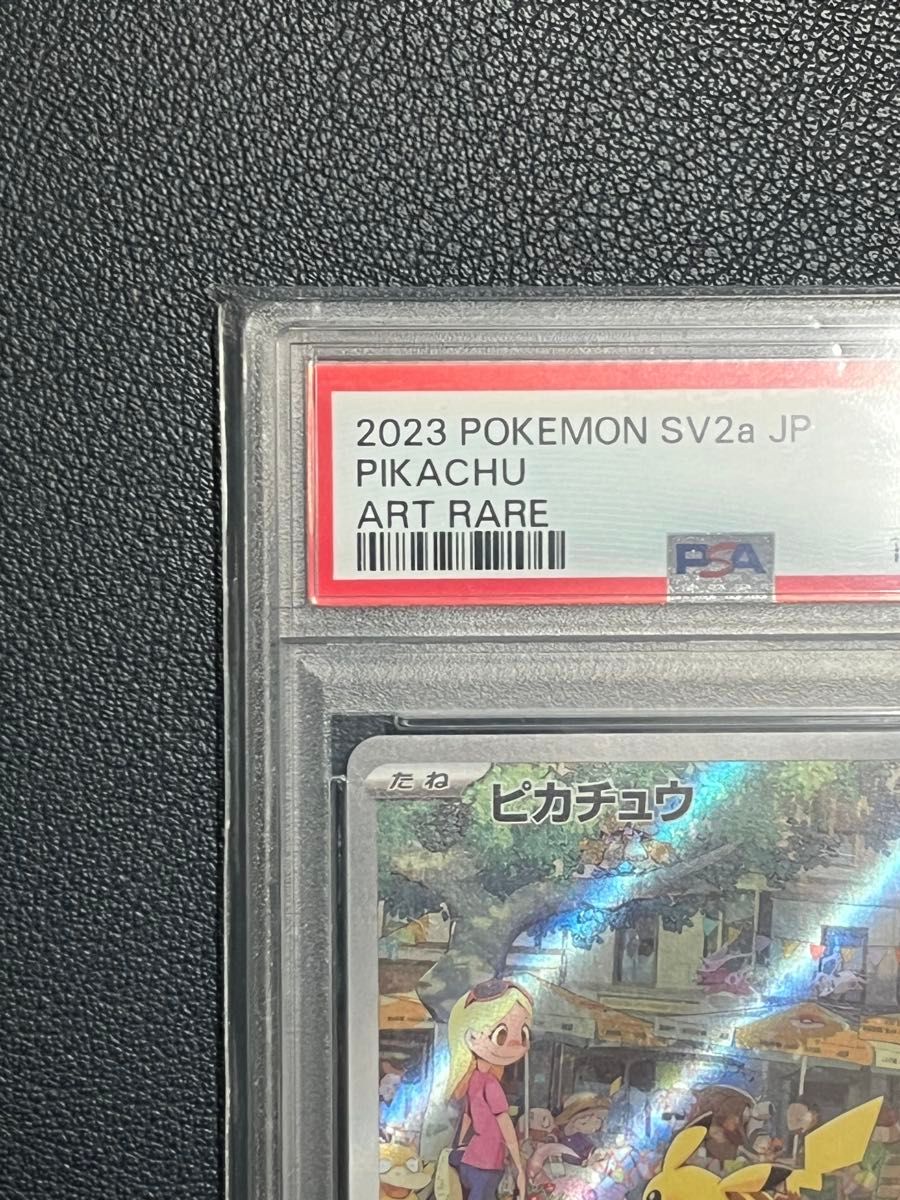 2023 POKEMON SV2a JP
PIKACHU
ART RARE
PSA
たね
ピカチュウ